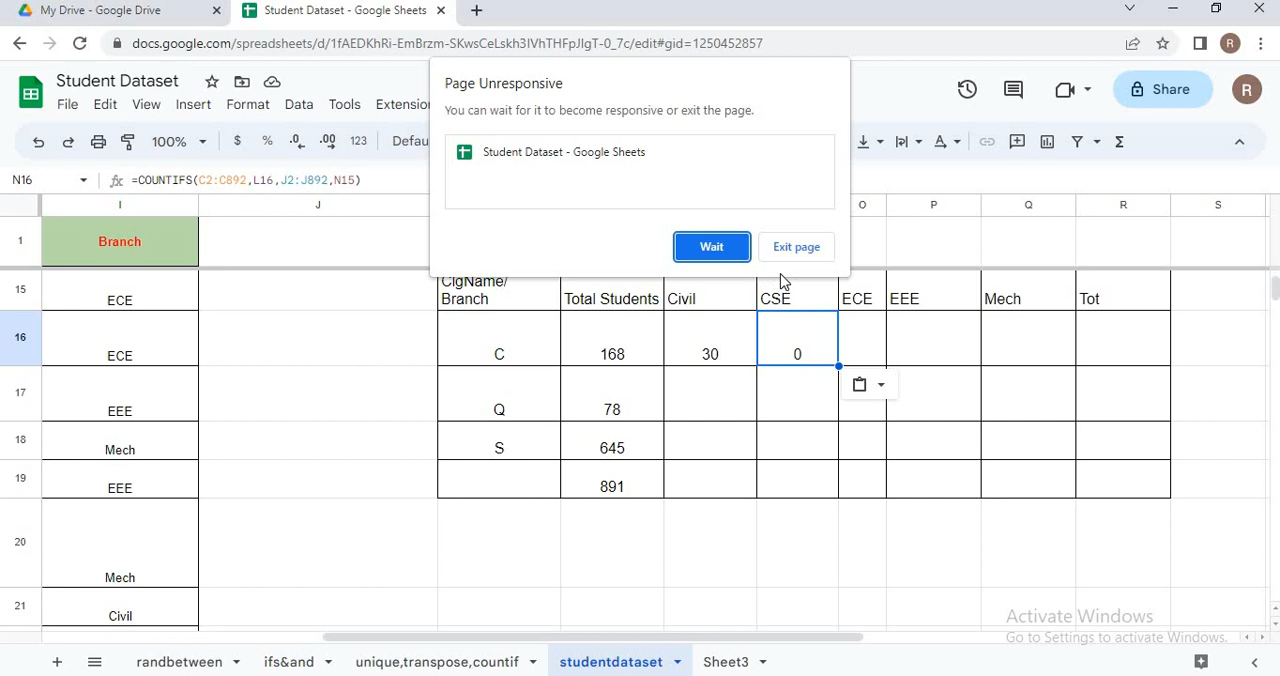 My Drive - Google Drive
Student Dataset - Google Sheets
docs.google.com/spreadsheets/d/1fAEDKhRi-EmBrzm-SKwsCeLskh3IVhTHFpJIgT-0_7c/edit#gid=1250452857
R
Student Dataset
File Edit View Insert Format Data Tools Extensio
Share
R
100% $ % .0 .00 123 Defau
A
Σ
Page Unresponsive
You can wait for it to become responsive or exit the page.
Student Dataset - Google Sheets
Wait Exit page
N16 fx =COUNTIFS(C2:C892,L16,J2:J892,N15)
I J O P Q R S
1 Branch
15 ECE ClgName/
Branch Total Students Civil CSE ECE EEE Mech Tot
16 ECE C 168 30 0
17 EEE Q 78
18 Mech S 645
19 EEE 891
20 Mech
21 Civil
Activate Windows
Go to Settings to activate Windows.
randbetween ifs&and unique,transpose,countif studentdataset Sheet3